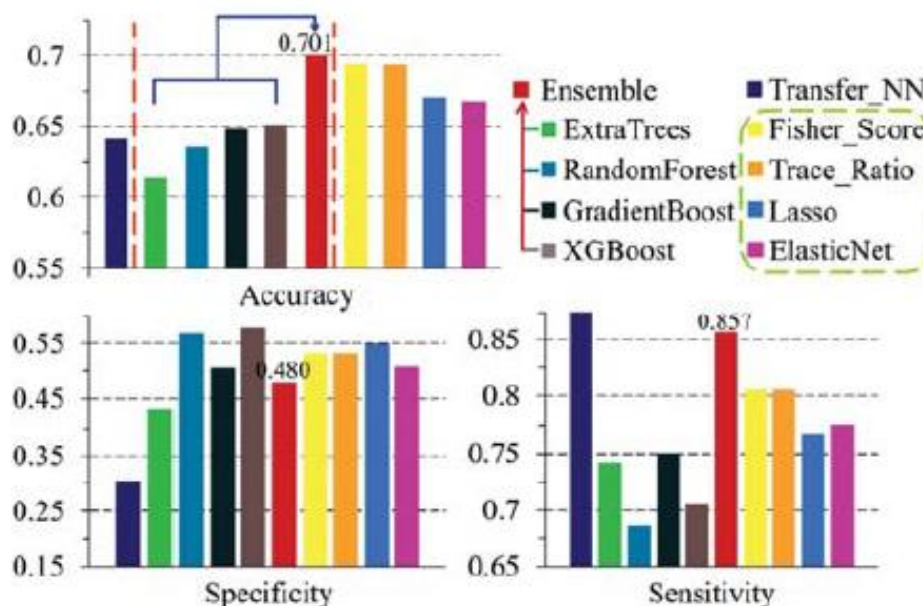 0.7
0.65
0.6
0.55
0.701
Accuracy
Ensemble
ExtraTrees
RandomForest
GradientBoost
XGBoost
Transfer_NN
Fisher_Score
Trace_Ratio
Lasso
ElasticNet
0.55
0.45
0.35
0.25
0.15
0.480
Specificity
0.85
0.8
0.75
0.7
0.65
0.857
Sensitivity